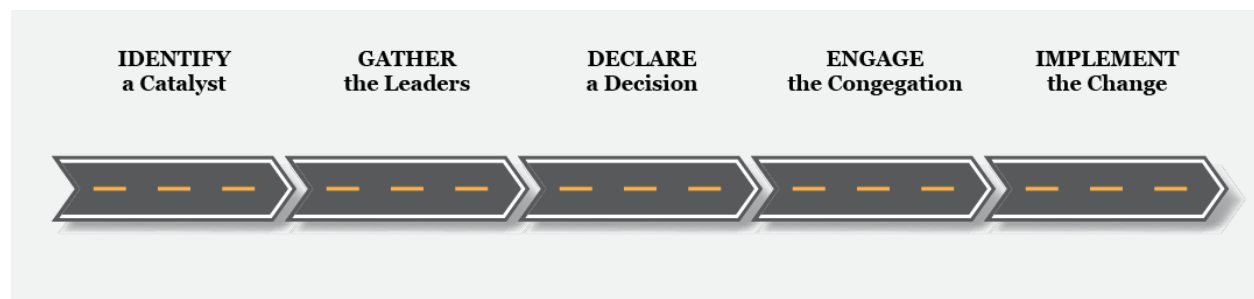 IDENTIFY
a Catalyst
GATHER
the Leaders
DECLARE
a Decision
ENGAGE
the Congegation
IMPLEMENT
the Change